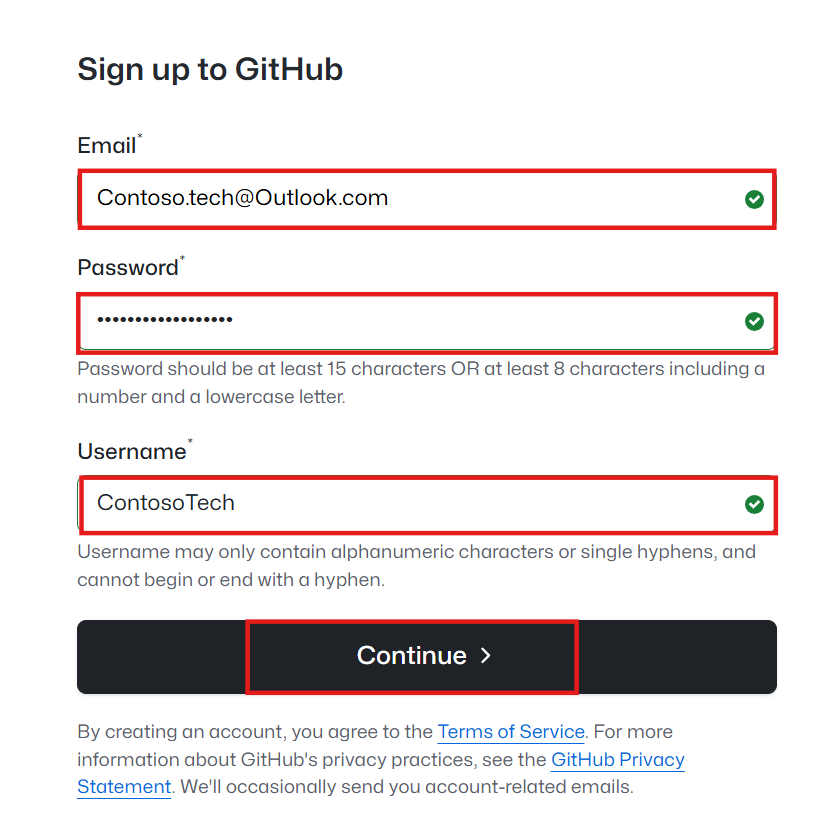 Sign up to GitHub
Email*
Contoso.tech@Outlook.com
Password*
••••••••••••••••••
Password should be at least 15 characters OR at least 8 characters including a
number and a lowercase letter.
Username*
ContosoTech
Username may only contain alphanumeric characters or single hyphens, and
cannot begin or end with a hyphen.
Continue >
By creating an account, you agree to the Terms of Service. For more
information about GitHub's privacy practices, see the GitHub Privacy
Statement. We'll occasionally send you account-related emails.